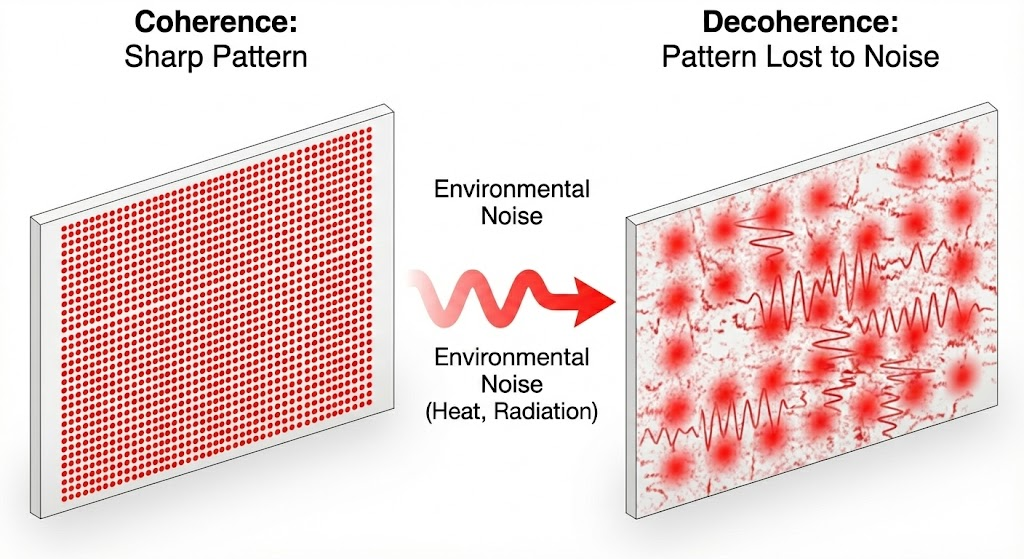 Coherence:
Sharp Pattern
Decoherence:
Pattern Lost to Noise
Environmental
Noise
Environmental
Noise
(Heat, Radiation)